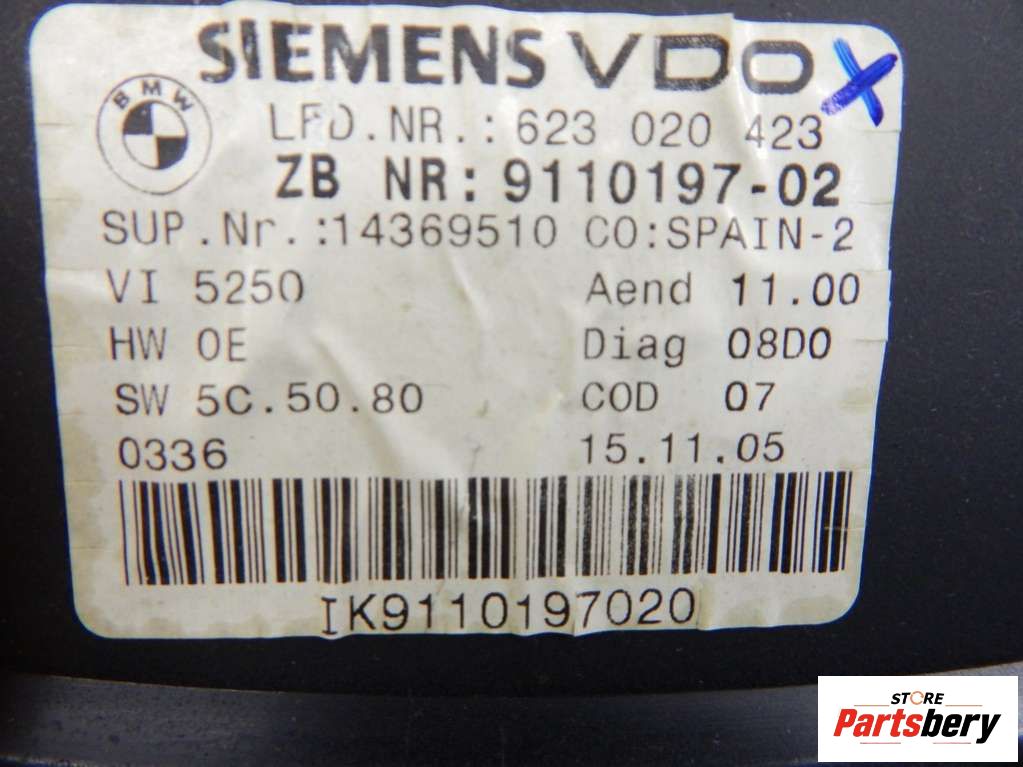 SIEMENS VDO X
BMW
LFD.NR.: 623 020 423
ZB NR: 9110197-02
SUP.Nr.:14369510 CO:SPAIN-2
VI 5250 Aend 11.00
HW 0E Diag 08D0
SW 5C.50.80 COD 07
0336 15.11.05
IK9110197020
STORE
Partsbery